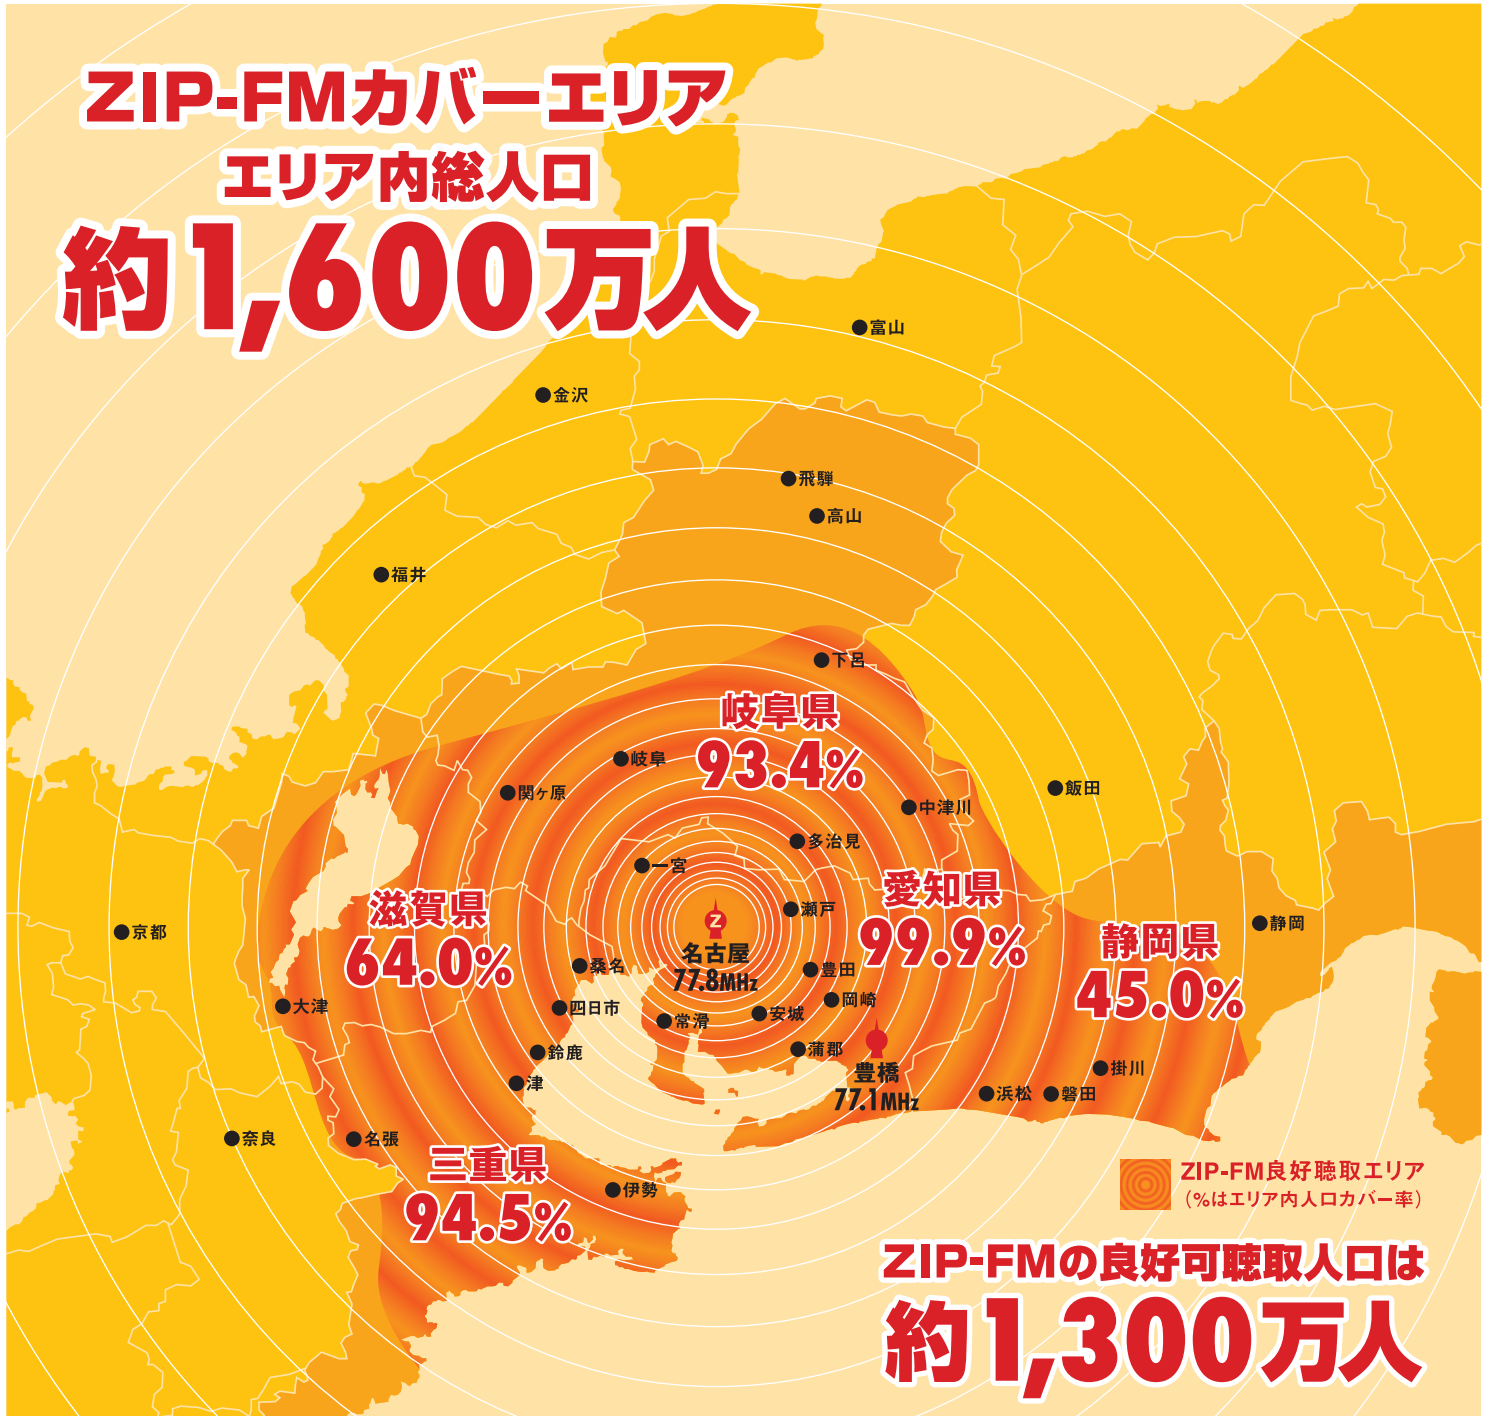 ZIP-FMカバーエリア
エリア内総人口
約1,600万人
富山
金沢
飛騨
高山
福井
下呂
岐阜県
93.4%
岐阜
関ヶ原
飯田
中津川
多治見
一宮
愛知県
99.9%
滋賀県
64.0%
瀬戸
Z
名古屋
77.8MHz
静岡
静岡県
45.0%
京都
桑名
豊田
大津
四日市
常滑
安城
岡崎
鈴鹿
蒲郡
豊橋
77.1MHz
津
掛川
浜松
磐田
奈良
名張
三重県
94.5%
伊勢
ZIP-FM良好聴取エリア
(%はエリア内人口カバー率)
ZIP-FMの良好可聴取人口は
約1,300万人